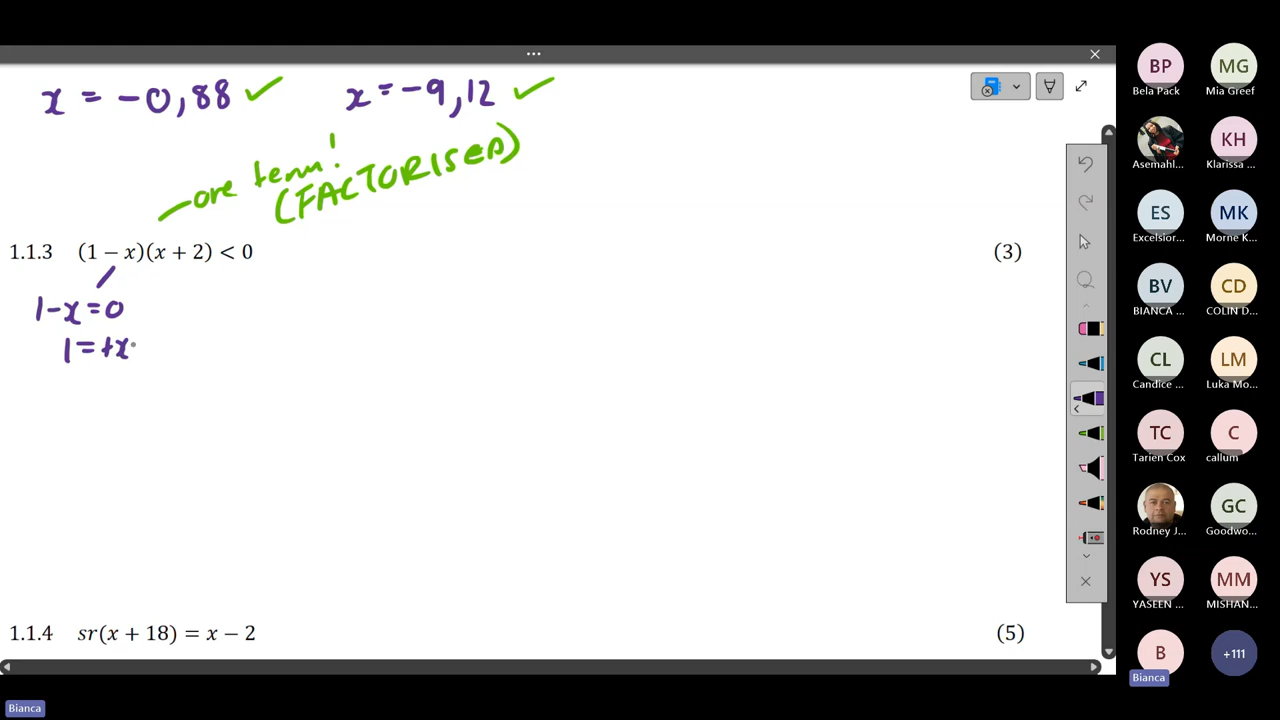 x = -0,88 ✓ x = -9,12 ✓
one term!
(FACTORISED)
1.1.3 (1 − x)(x + 2) < 0 (3)
1-x=0
1=+x
1.1.4 sr(x + 18) = x − 2 (5)
BP MG
Bela Pack Mia Greef
KH
Asemahl... Klarissa ...
ES MK
Excelsior... Morne K...
BV CD
BIANCA ... COLIN D...
CL LM
Candice ... Luka Mo...
TC C
Tarien Cox callum
GC
Rodney J... Goodwo...
YS MM
YASEEN ... MISHAN...
B +111
Bianca
Bianca